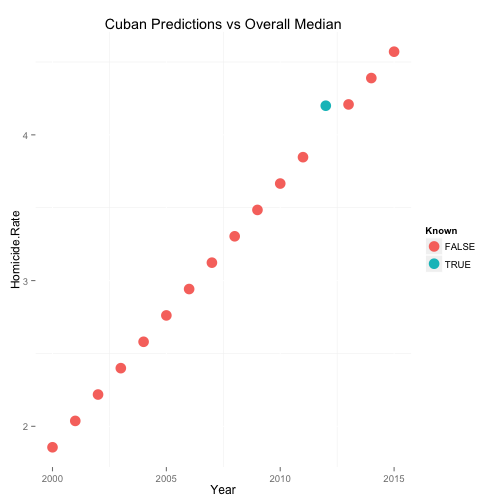 Cuban Predictions vs Overall Median
Homicide.Rate
4
3
2
2000 2005 2010 2015
Year
Known
FALSE
TRUE